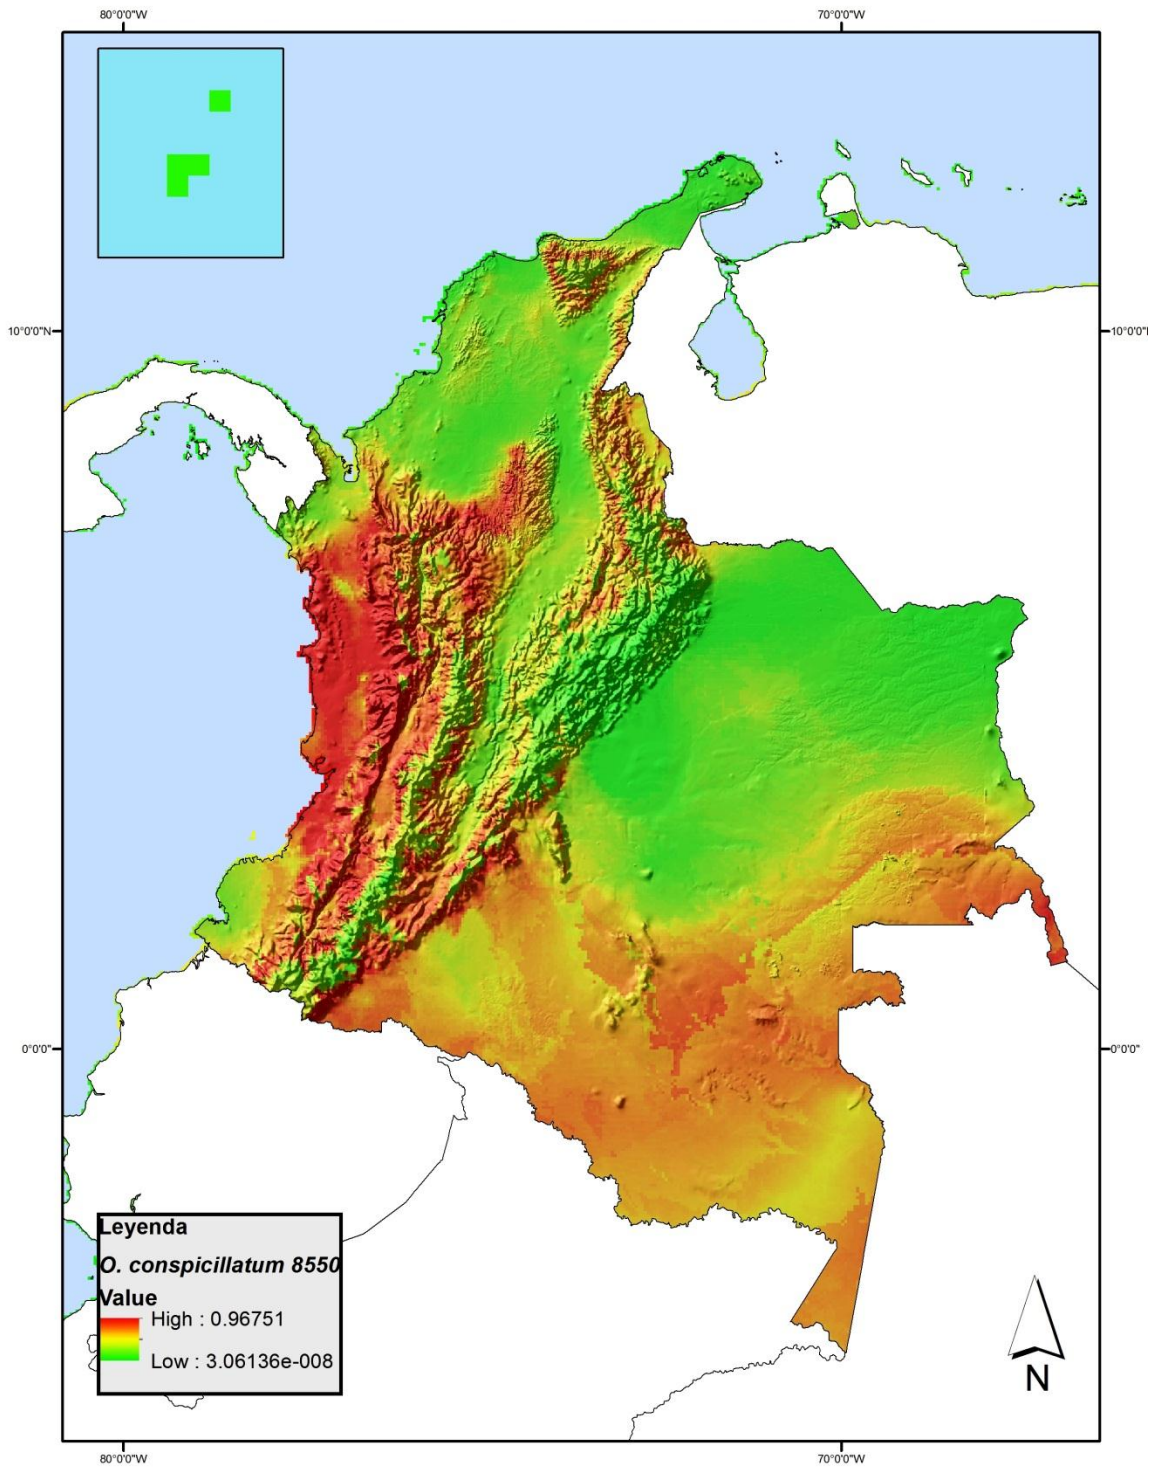 80°0'0"W 70°0'0"W
10°0'0"N 10°0'0"N
0°0'0" 0°0'0"
Leyenda
O. conspicillatum 8550
Value
High : 0.96751
Low : 3.06136e-008
N
80°0'0"W 70°0'0"W